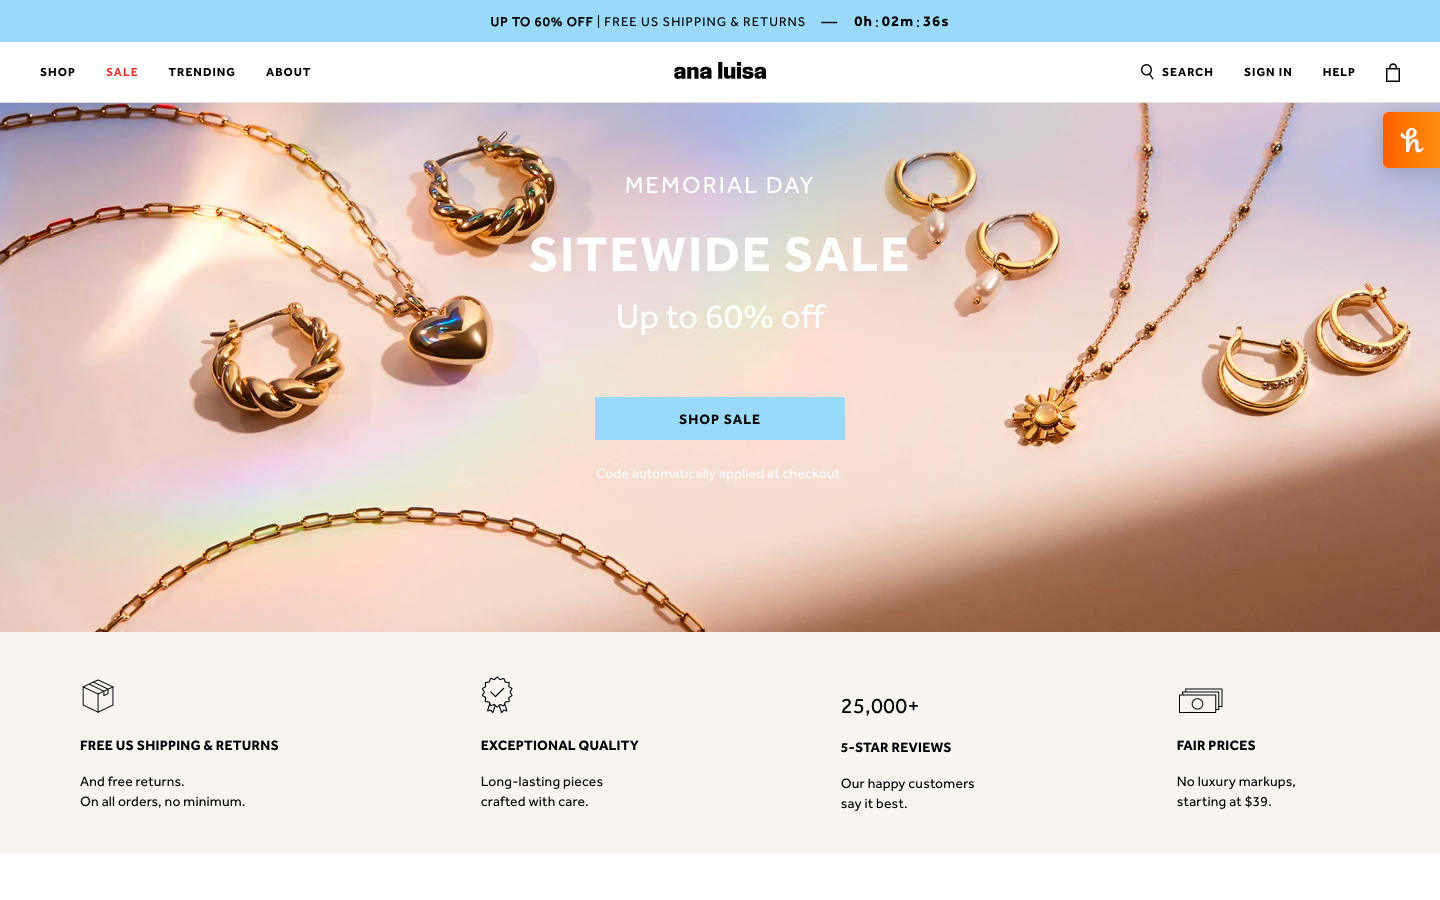 UP TO 60% OFF | FREE US SHIPPING & RETURNS — 0h : 02m : 36s
SHOP SALE TRENDING ABOUT
ana luisa
SEARCH SIGN IN HELP
MEMORIAL DAY
SITEWIDE SALE
Up to 60% off
SHOP SALE
Code automatically applied at checkout.
FREE US SHIPPING & RETURNS
And free returns.
On all orders, no minimum.
EXCEPTIONAL QUALITY
Long-lasting pieces
crafted with care.
25,000+
5-STAR REVIEWS
Our happy customers
say it best.
FAIR PRICES
No luxury markups,
starting at $39.